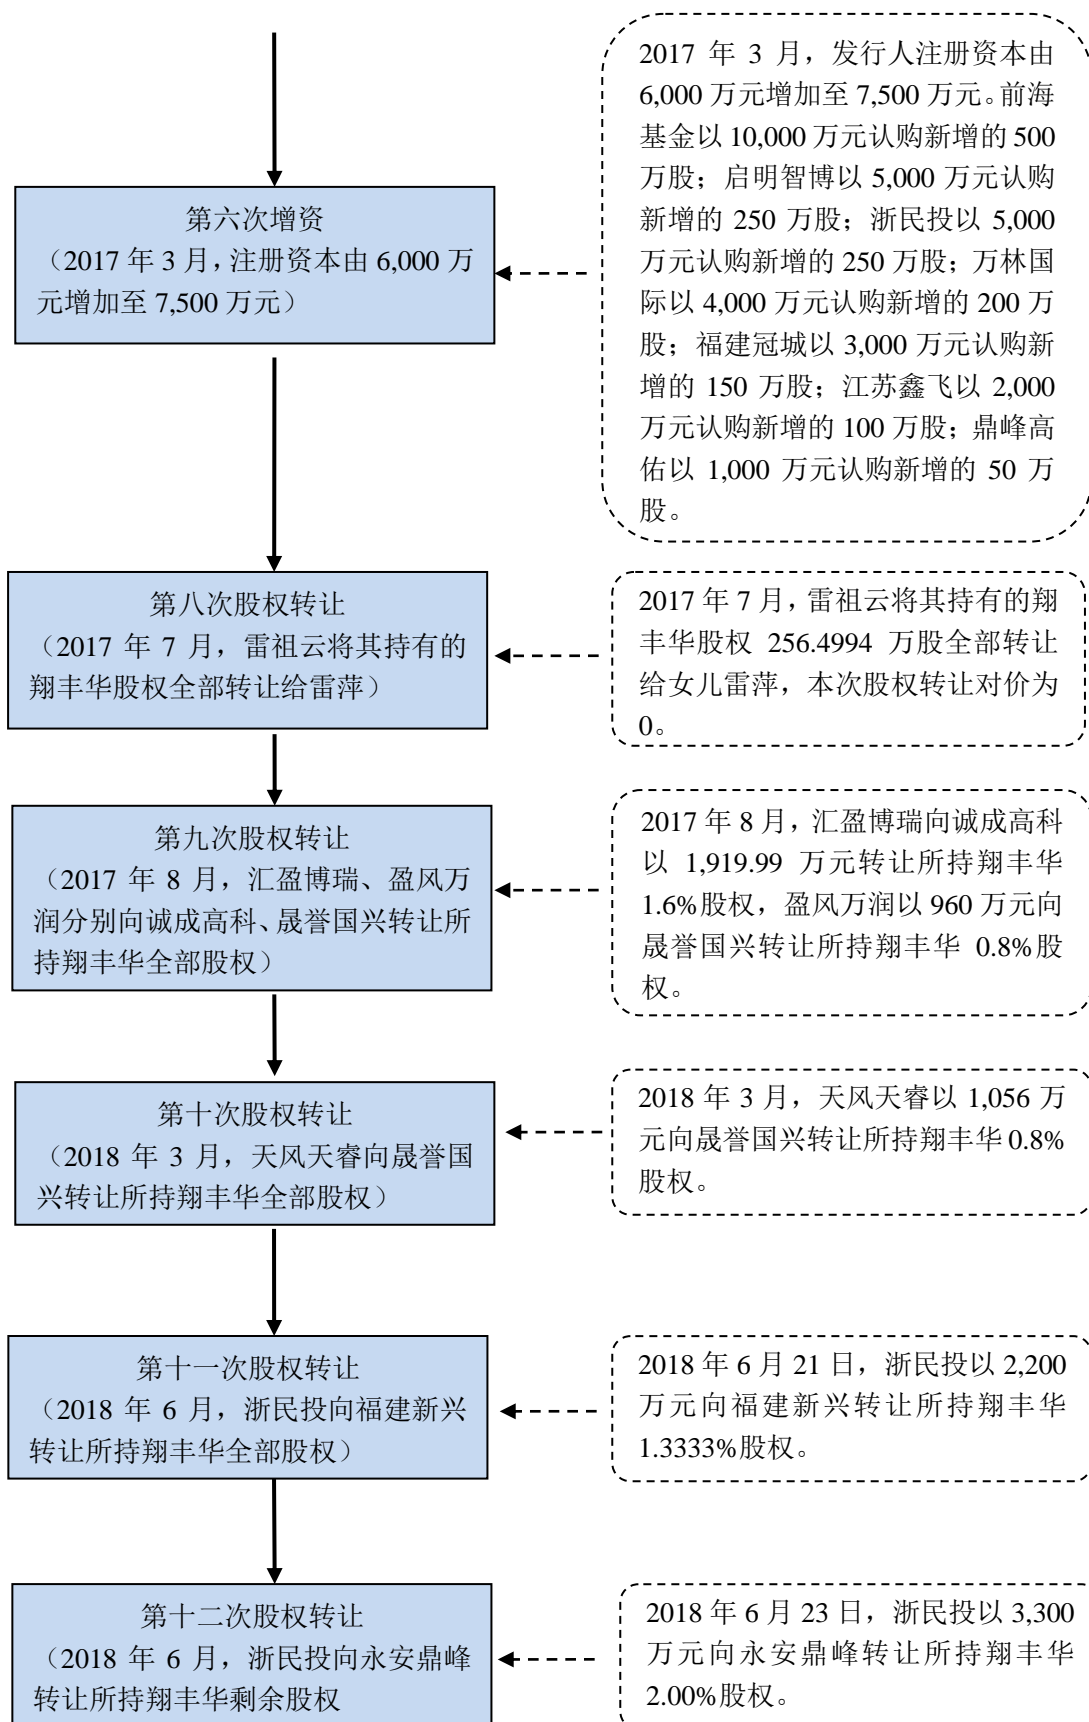 2017 年 3 月，发行人注册资本由
6,000 万元增加至 7,500 万元。前海
基金以 10,000 万元认购新增的 500
万股；启明智博以 5,000 万元认购
新增的 250 万股；浙民投以 5,000
万元认购新增的 250 万股；万林国
际以 4,000 万元认购新增的 200 万
股；福建冠城以 3,000 万元认购新
增的 150 万股；江苏鑫飞以 2,000
万元认购新增的 100 万股；鼎峰高
佑以 1,000 万元认购新增的 50 万
股。
第六次增资
（2017 年 3 月，注册资本由 6,000 万
元增加至 7,500 万元）
第八次股权转让
（2017 年 7 月，雷祖云将其持有的
翔丰华股权全部转让给雷萍）
2017 年 7 月，雷祖云将其持有的翔
丰华股权 256.4994 万股全部转让
给女儿雷萍，本次股权转让对价为
0。
第九次股权转让
（2017 年 8 月，汇盈博瑞、盈风万
润分别向诚成高科、晟誉国兴转让所
持翔丰华全部股权）
2017 年 8 月，汇盈博瑞向诚成高科
以 1,919.99 万元转让所持翔丰华
1.6%股权，盈风万润以 960 万元向
晟誉国兴转让所持翔丰华 0.8%股
权。
第十次股权转让
（2018 年 3 月，天风天睿向晟誉国
兴转让所持翔丰华全部股权）
2018 年 3 月，天风天睿以 1,056 万
元向晟誉国兴转让所持翔丰华 0.8%
股权。
第十一次股权转让
（2018 年 6 月，浙民投向福建新兴
转让所持翔丰华全部股权）
2018 年 6 月 21 日，浙民投以 2,200
万元向福建新兴转让所持翔丰华
1.3333%股权。
第十二次股权转让
（2018 年 6 月，浙民投向永安鼎峰
转让所持翔丰华剩余股权
2018 年 6 月 23 日，浙民投以 3,300
万元向永安鼎峰转让所持翔丰华
2.00%股权。